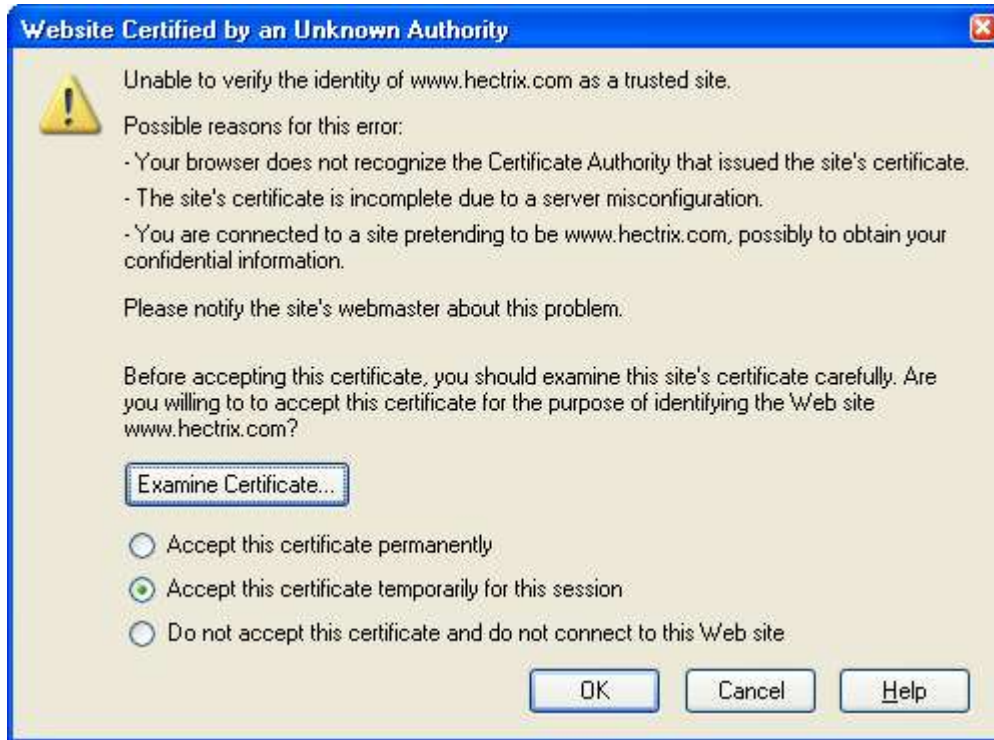 Website Certified by an Unknown Authority
Unable to verify the identity of www.hectrix.com as a trusted site.
Possible reasons for this error:
- Your browser does not recognize the Certificate Authority that issued the site's certificate.
- The site's certificate is incomplete due to a server misconfiguration.
- You are connected to a site pretending to be www.hectrix.com, possibly to obtain your
confidential information.
Please notify the site's webmaster about this problem.
Before accepting this certificate, you should examine this site's certificate carefully. Are
you willing to to accept this certificate for the purpose of identifying the Web site
www.hectrix.com?
Examine Certificate...
Accept this certificate permanently
Accept this certificate temporarily for this session
Do not accept this certificate and do not connect to this Web site
OK Cancel Help